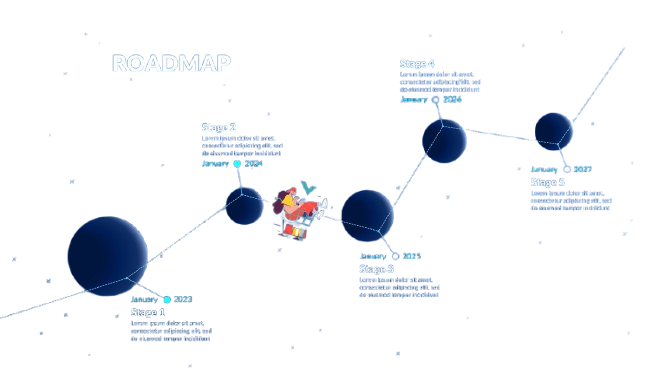 ROADMAP
Stage 4
Lorem ipsum dolor sit amet,
consectetur adipiscing elit, sed
do eiusmod tempor incididunt
January 2026
Stage 2
Lorem ipsum dolor sit amet,
consectetur adipiscing elit, sed
do eiusmod tempor incididunt
January 2024
January 2027
Stage 5
Lorem ipsum dolor sit amet,
consectetur adipiscing elit, sed
do eiusmod tempor incididunt
January 2025
Stage 3
Lorem ipsum dolor sit amet,
consectetur adipiscing elit, sed
do eiusmod tempor incididunt
January 2023
Stage 1
Lorem ipsum dolor sit amet,
consectetur adipiscing elit, sed
do eiusmod tempor incididunt